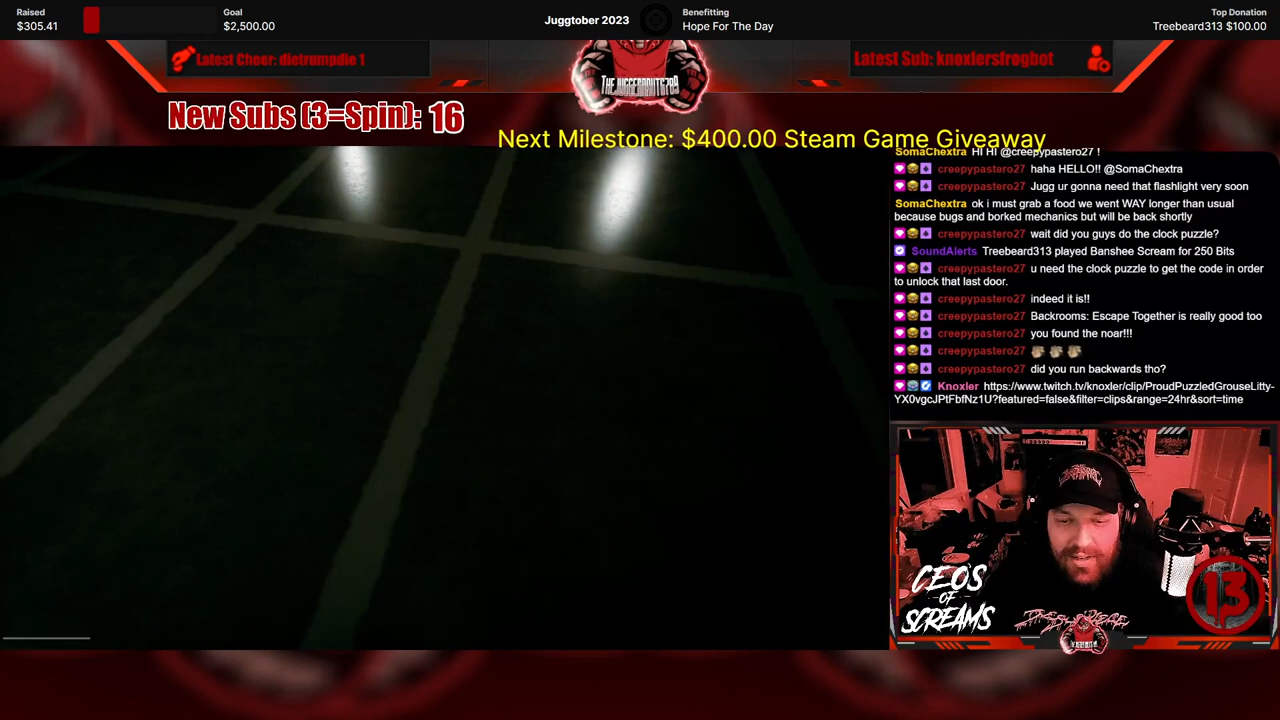 Raised
$305.41
Goal
$2,500.00
Juggtober 2023
Benefitting
Hope For The Day
Top Donation
Treebeard313 $100.00
Latest Cheer: dietrumpdie 1
THEJUGGERNAUT6789
Latest Sub: knoxlersfrogbot
New Subs (3=Spin): 16
Next Milestone: $400.00 Steam Game Giveaway
SomaChextra HI HI @creepypastero27 !
creepypastero27 haha HELLO!! @SomaChextra
creepypastero27 Jugg ur gonna need that flashlight very soon
SomaChextra ok i must grab a food we went WAY longer than usual
because bugs and borked mechanics but will be back shortly
creepypastero27 wait did you guys do the clock puzzle?
SoundAlerts Treebeard313 played Banshee Scream for 250 Bits
creepypastero27 u need the clock puzzle to get the code in order
to unlock that last door.
creepypastero27 indeed it is!!
creepypastero27 Backrooms: Escape Together is really good too
creepypastero27 you found the noar!!!
creepypastero27
creepypastero27 did you run backwards tho?
Knoxler https://www.twitch.tv/knoxler/clip/ProudPuzzledGrouseLitty-
YX0vgcJPtFbfNz1U?featured=false&filter=clips&range=24hr&sort=time
CEOS
OF
SCREAMS
13